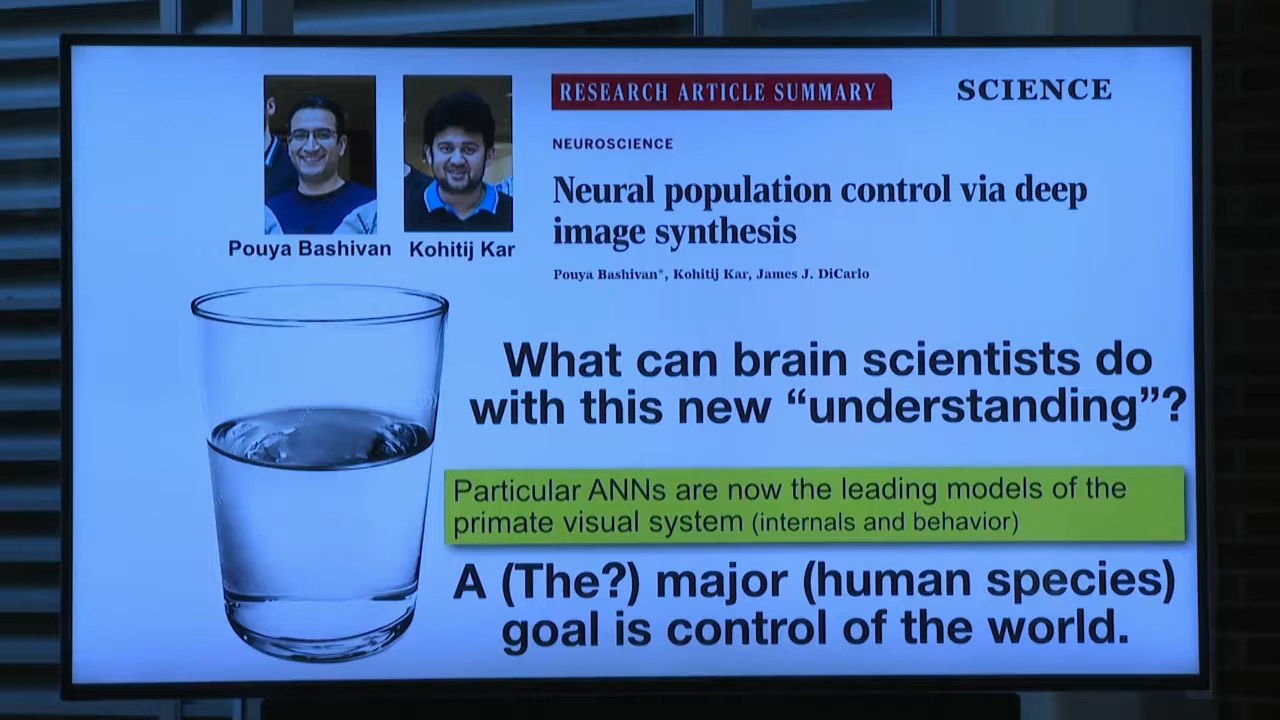 RESEARCH ARTICLE SUMMARY
SCIENCE
NEUROSCIENCE
Neural population control via deep
image synthesis
Pouya Bashivan*, Kohitij Kar, James J. DiCarlo
Pouya Bashivan
Kohitij Kar
What can brain scientists do
with this new “understanding”?
Particular ANNs are now the leading models of the
primate visual system (internals and behavior)
A (The?) major (human species)
goal is control of the world.